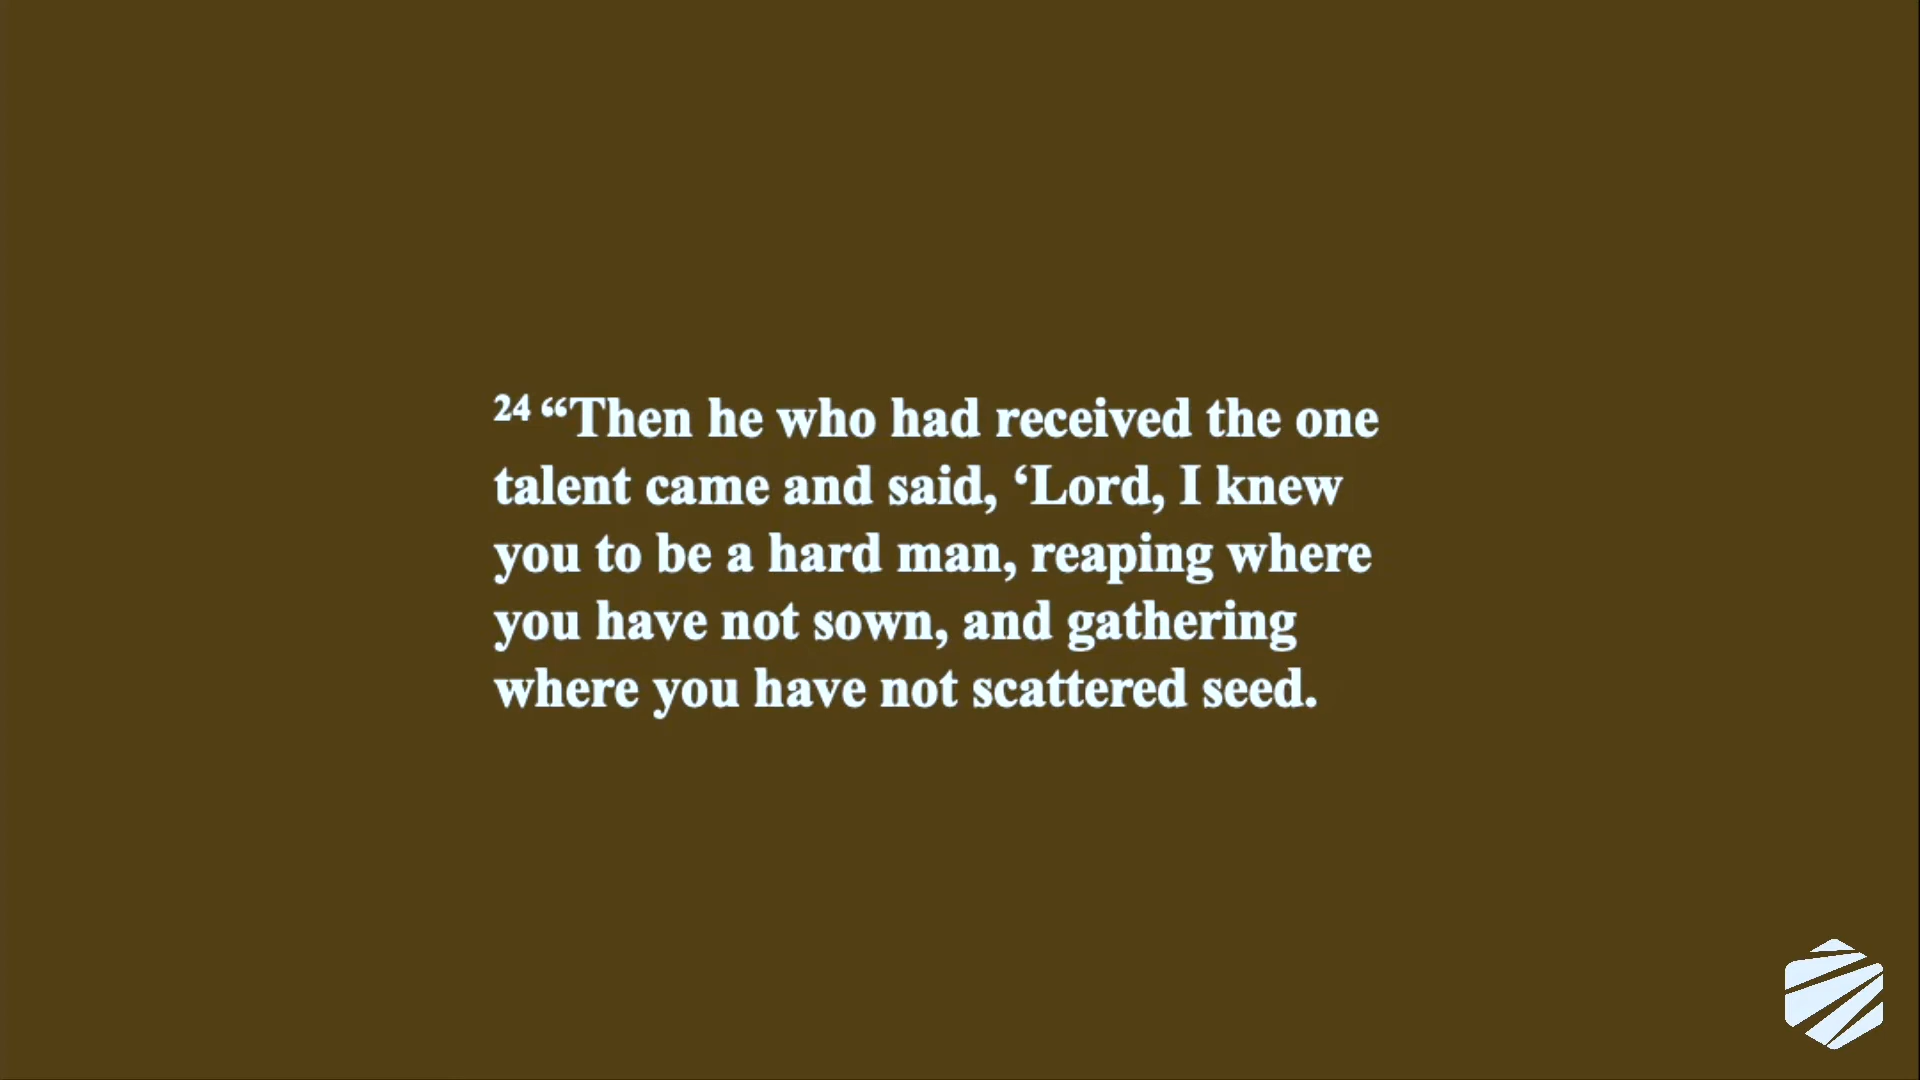 24 “Then he who had received the one
talent came and said, ‘Lord, I knew
you to be a hard man, reaping where
you have not sown, and gathering
where you have not scattered seed.